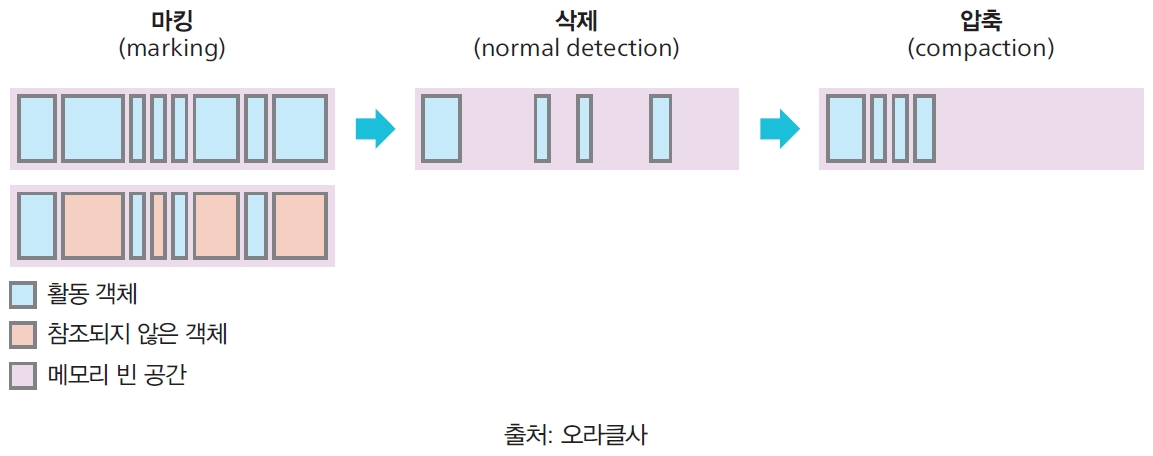 마킹
(marking)
삭제
(normal detection)
압축
(compaction)
활동 객체
참조되지 않은 객체
메모리 빈 공간
출처: 오라클사